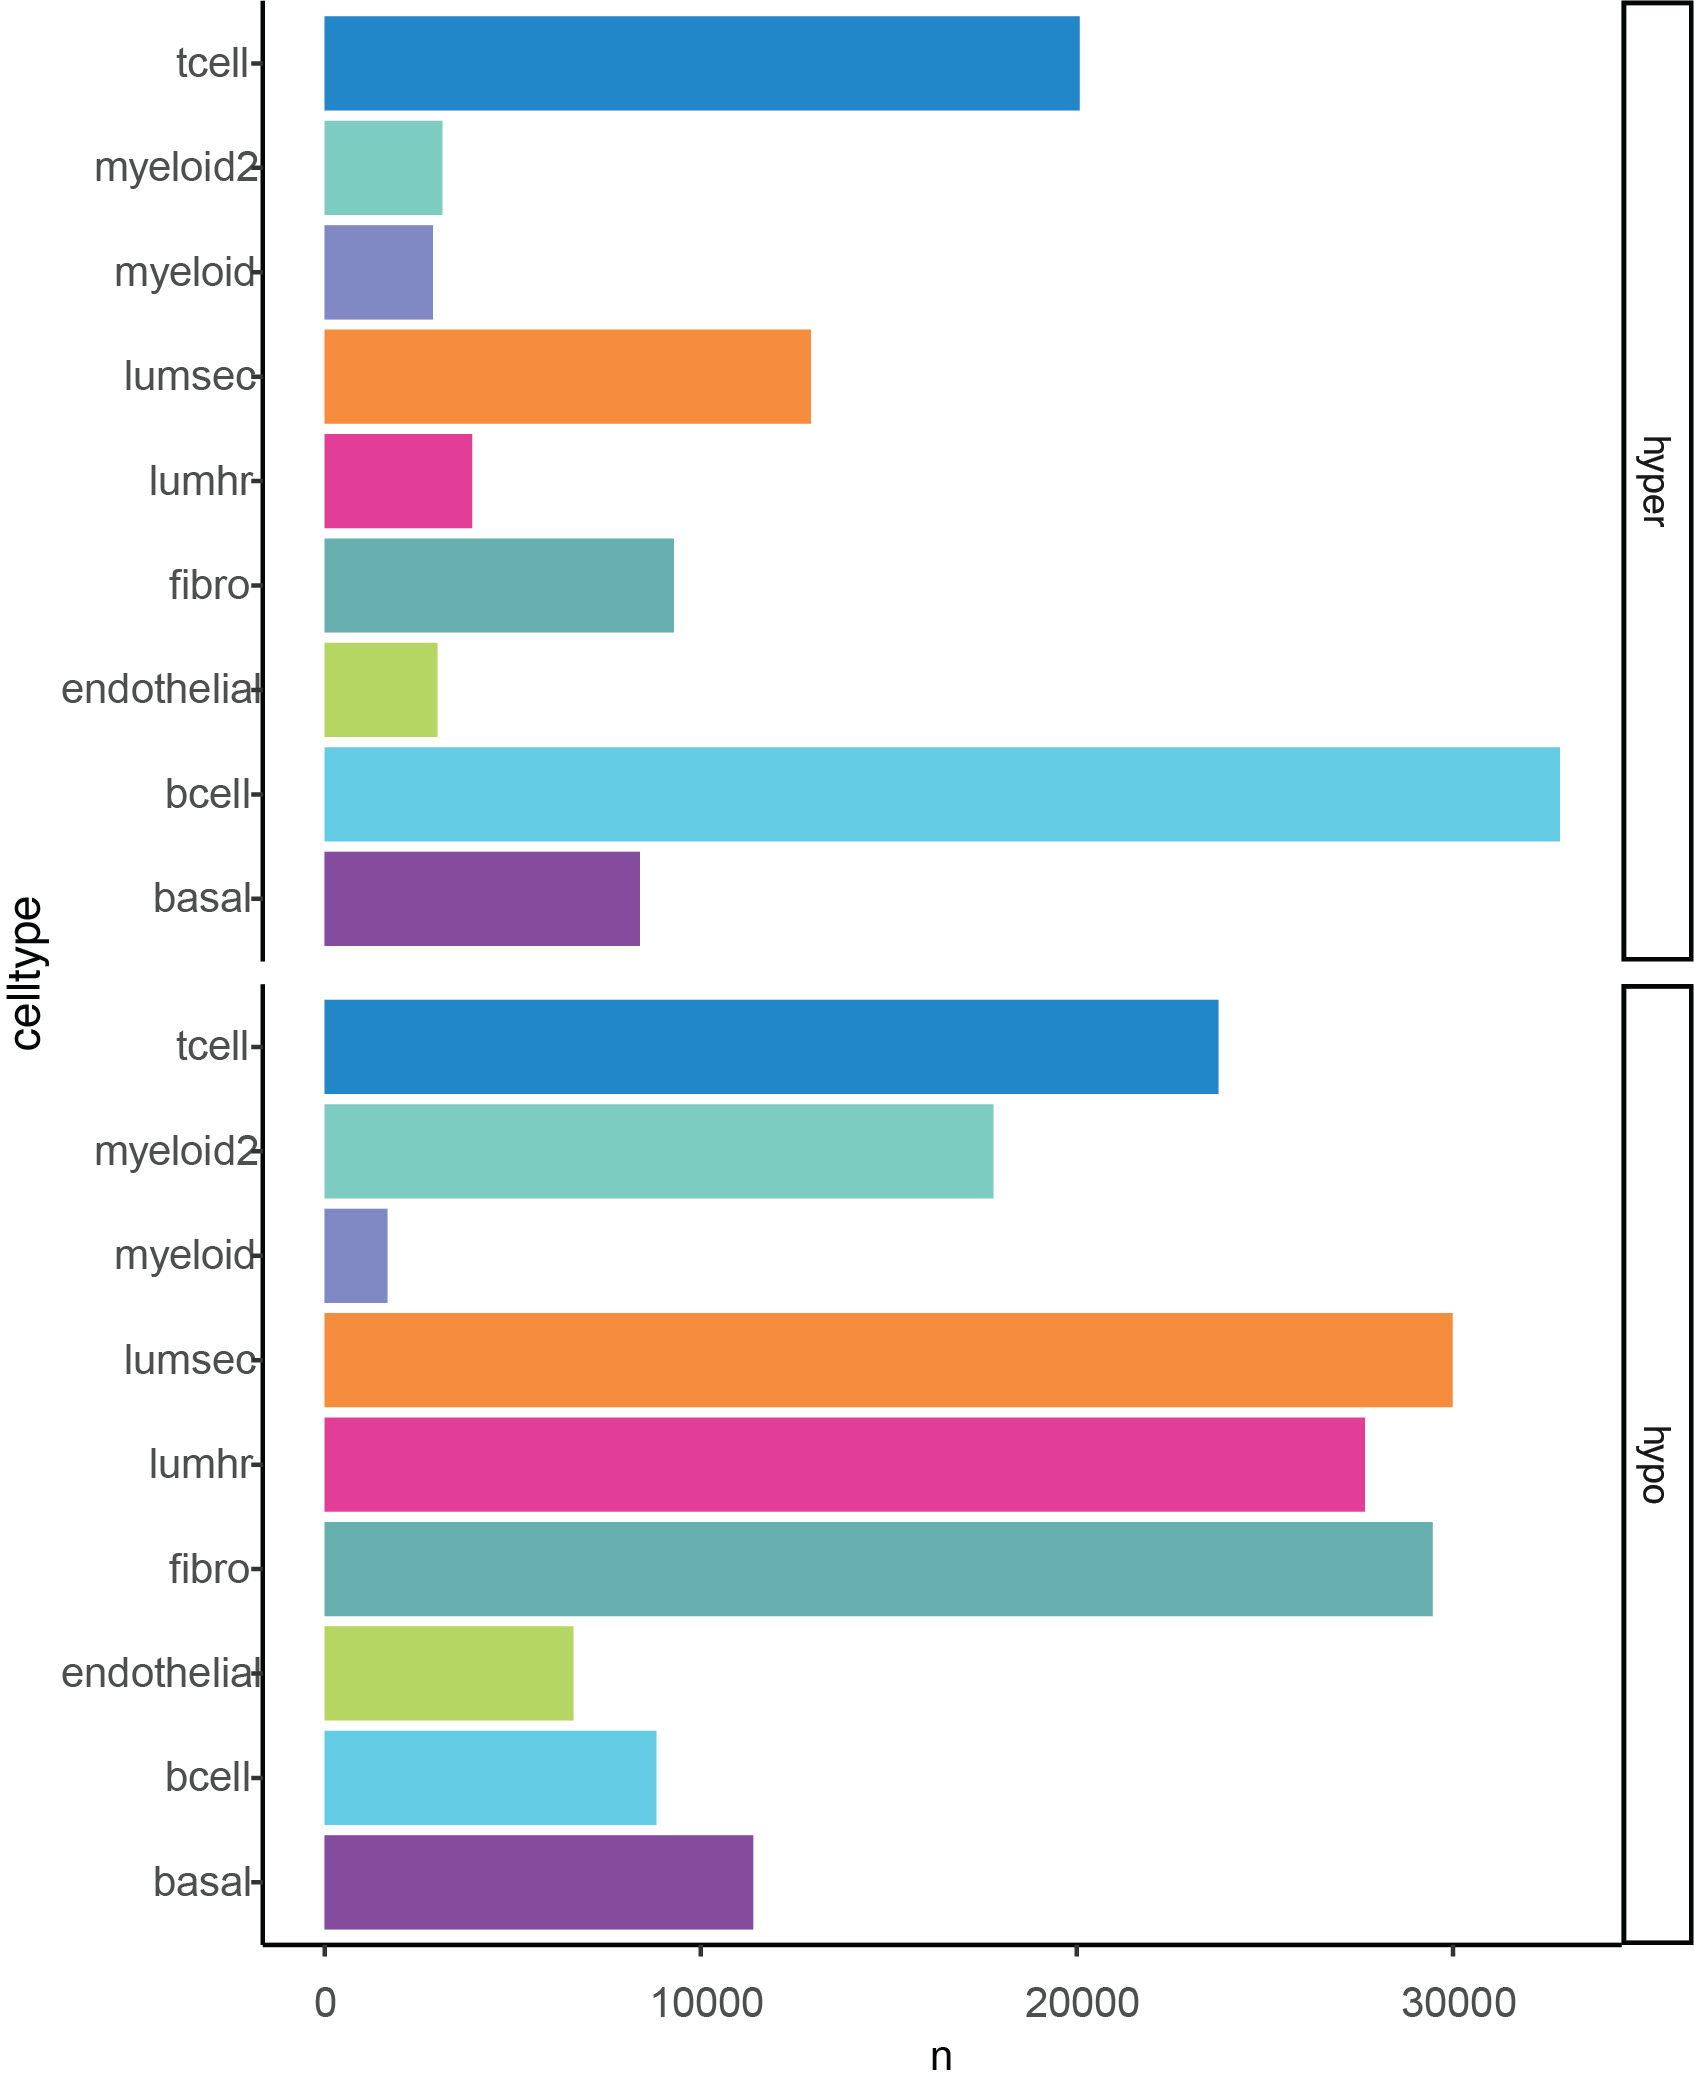 celltype
tcell
myeloid2
myeloid
lumsec
lumhr
fibro
endothelial
bcell
basal
hyper
tcell
myeloid2
myeloid
lumsec
lumhr
fibro
endothelial
bcell
basal
hypo
0 10000 20000 30000
n